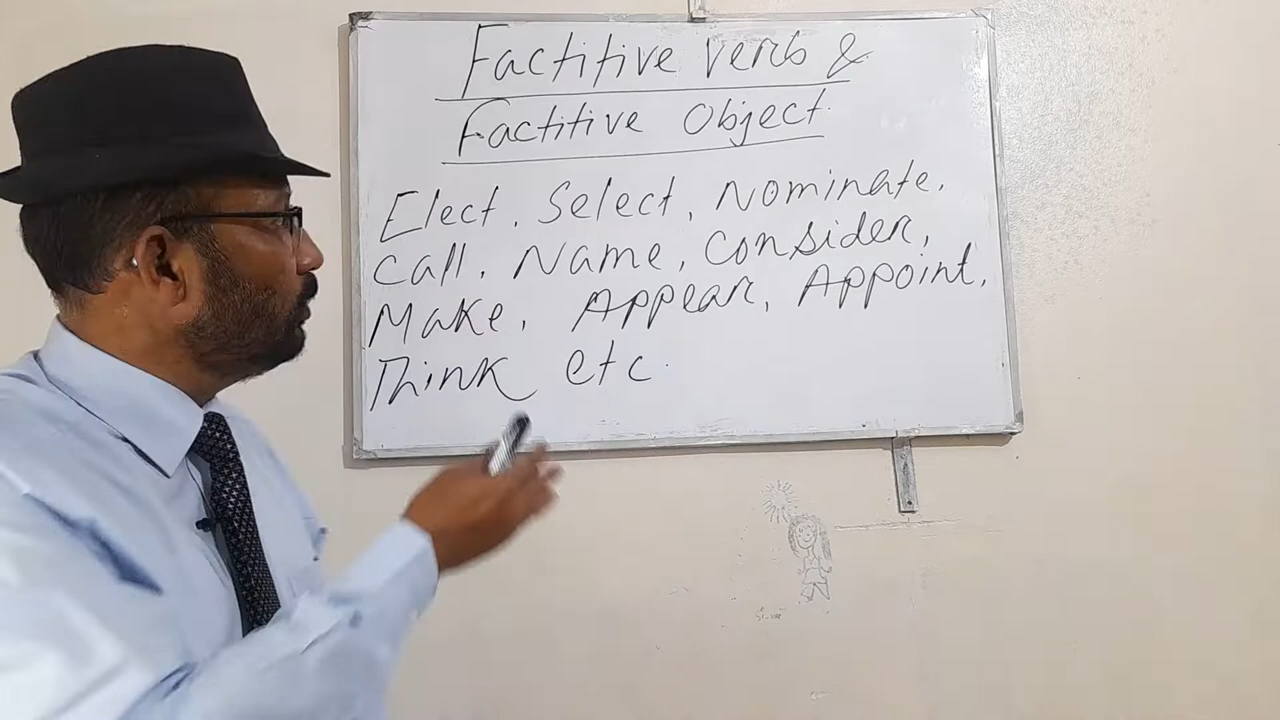 Factitive Verb &
Factitive Object.
Elect, Select, Nominate,
Call, Name, Consider,
Make, Appear, Appoint,
Think etc.